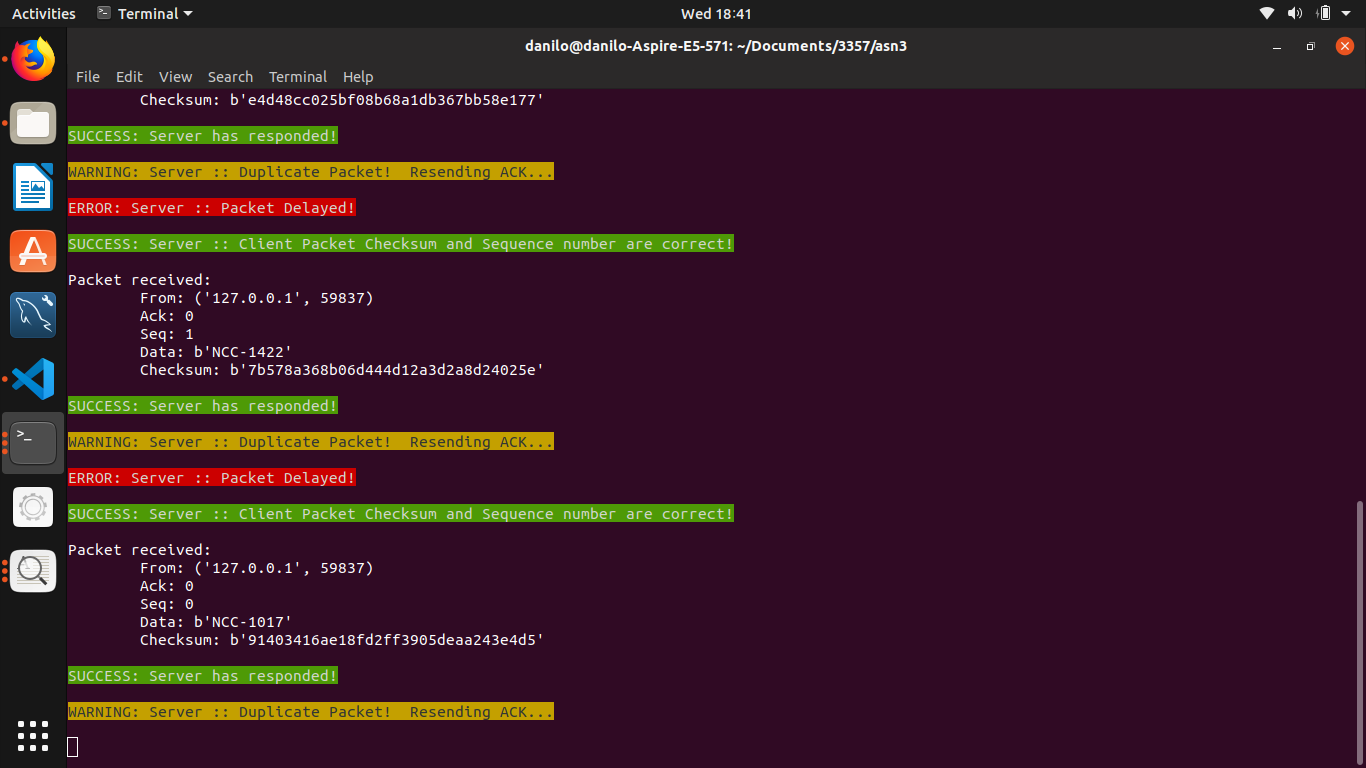 Activities
Terminal
Wed 18:41
danilo@danilo-Aspire-E5-571: ~/Documents/3357/asn3
File Edit View Search Terminal Help
Checksum: b'e4d48cc025bf08b68a1db367bb58e177'
SUCCESS: Server has responded!
WARNING: Server :: Duplicate Packet!  Resending ACK...
ERROR: Server :: Packet Delayed!
SUCCESS: Server :: Client Packet Checksum and Sequence number are correct!
Packet received:
From: ('127.0.0.1', 59837)
Ack: 0
Seq: 1
Data: b'NCC-1422'
Checksum: b'7b578a368b06d444d12a3d2a8d24025e'
SUCCESS: Server has responded!
WARNING: Server :: Duplicate Packet!  Resending ACK...
ERROR: Server :: Packet Delayed!
SUCCESS: Server :: Client Packet Checksum and Sequence number are correct!
Packet received:
From: ('127.0.0.1', 59837)
Ack: 0
Seq: 0
Data: b'NCC-1017'
Checksum: b'91403416ae18fd2ff3905deaa243e4d5'
SUCCESS: Server has responded!
WARNING: Server :: Duplicate Packet!  Resending ACK...